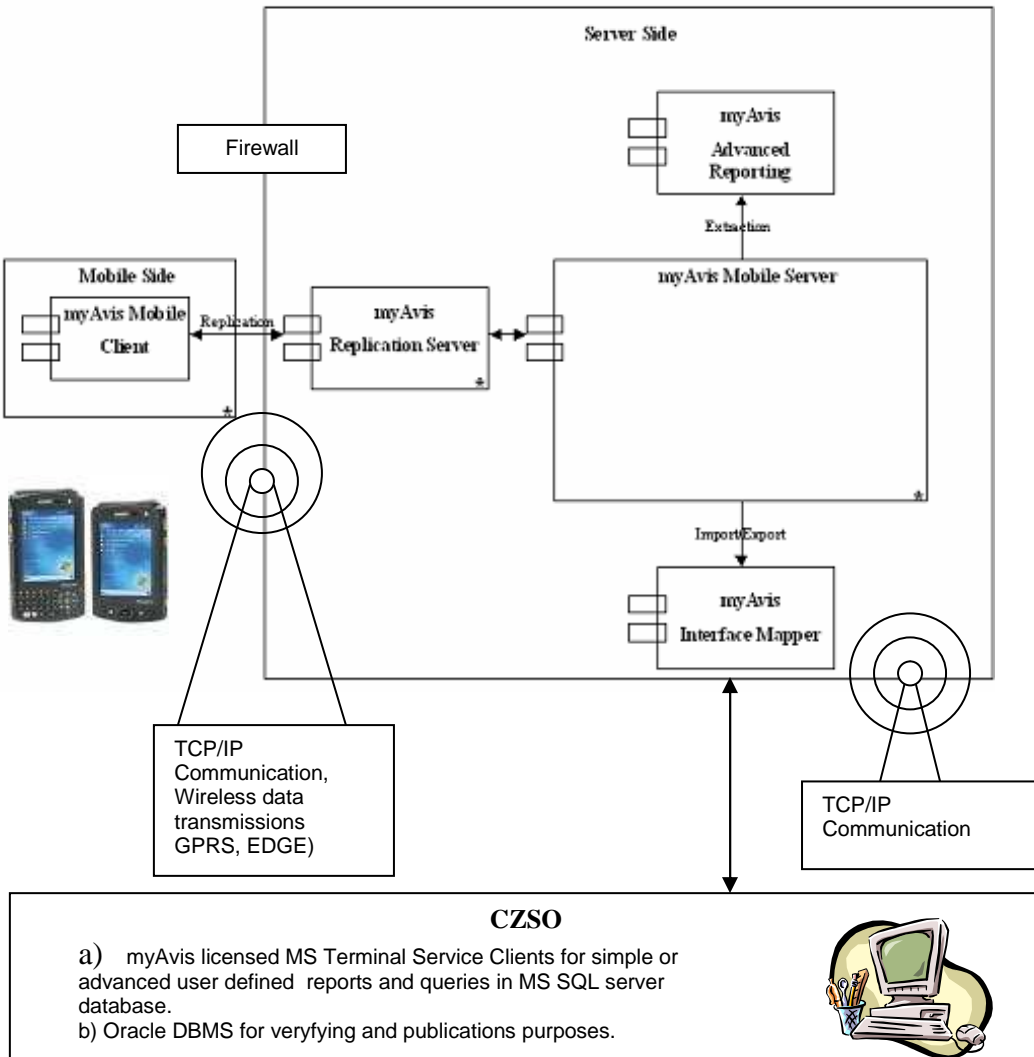 Server Side
Firewall
myAvis
Advanced
Reporting
Extraction
Mobile Side
myAvis Mobile
Client
Replication
myAvis
Replication Server
*
myAvis Mobile Server
*
*
Import/Export
myAvis
Interface Mapper
TCP/IP
Communication,
Wireless data
transmissions
GPRS, EDGE)
TCP/IP
Communication
CZSO
a) myAvis licensed MS Terminal Service Clients for simple or
advanced user defined reports and queries in MS SQL server
database.
b) Oracle DBMS for veryfying and publications purposes.